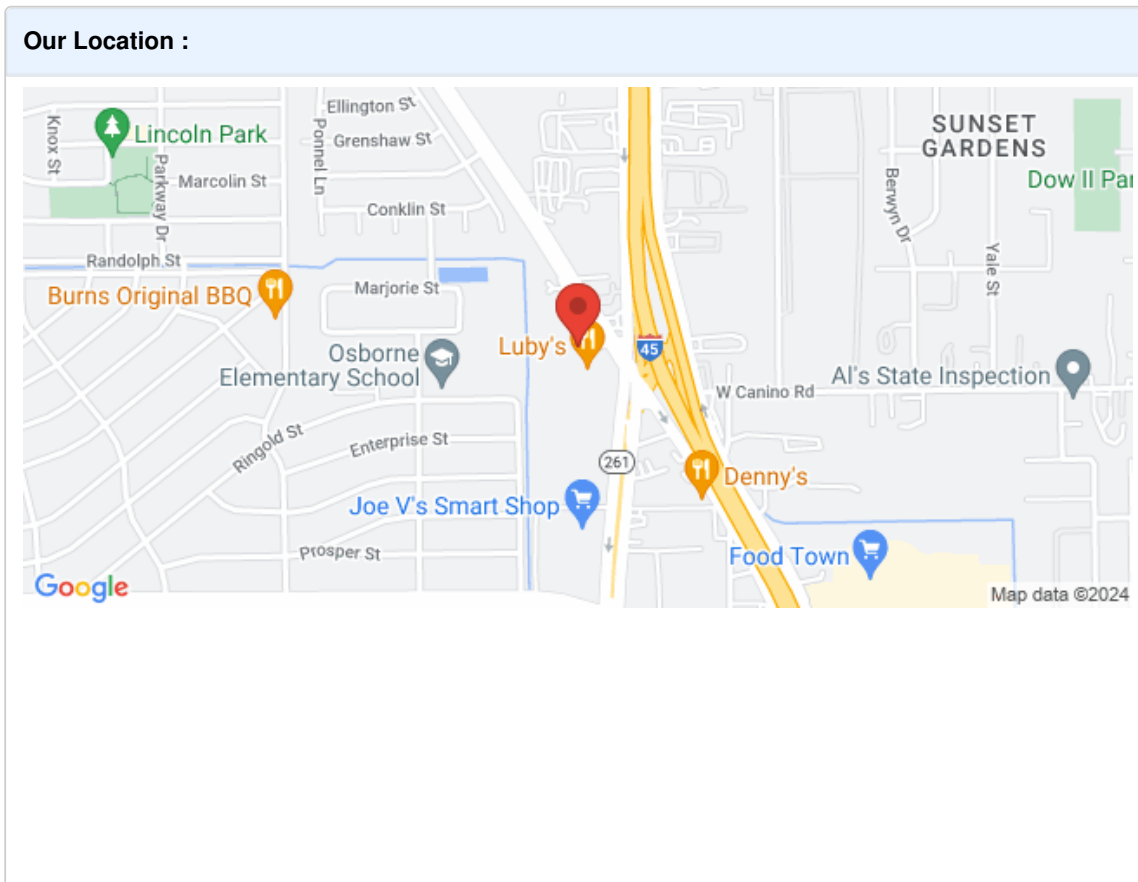 Our Location :
Ellington St
Knox St
Lincoln Park
Ponnel Ln
Grenshaw St
SUNSET
GARDENS
Parkway Dr
Marcolin St
Dow II Par
Berwyn Dr
Conklin St
Randolph St
Yale St
Burns Original BBQ
Marjorie St
Luby's
45
Osborne
Elementary School
Al's State Inspection
W Canino Rd
Ringold St
Enterprise St
261
Denny's
Joe V's Smart Shop
Prosper St
Food Town
Google
Map data ©2024